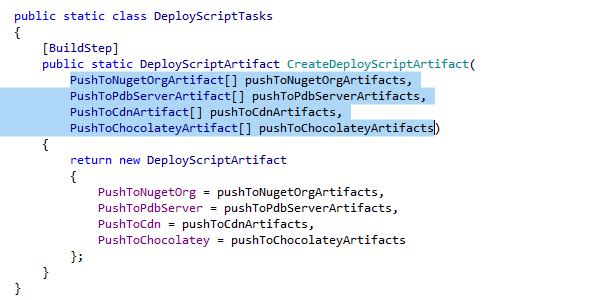 public static class DeployScriptTasks
{
[BuildStep]
public static DeployScriptArtifact CreateDeployScriptArtifact(
PushToNugetOrgArtifact[] pushToNugetOrgArtifacts,
PushToPdbServerArtifact[] pushToPdbServerArtifacts,
PushToCdnArtifact[] pushToCdnArtifacts,
PushToChocolateyArtifact[] pushToChocolateyArtifacts)
{
return new DeployScriptArtifact
{
PushToNugetOrg = pushToNugetOrgArtifacts,
PushToPdbServer = pushToPdbServerArtifacts,
PushToCdn = pushToCdnArtifacts,
PushToChocolatey = pushToChocolateyArtifacts
};
}
}